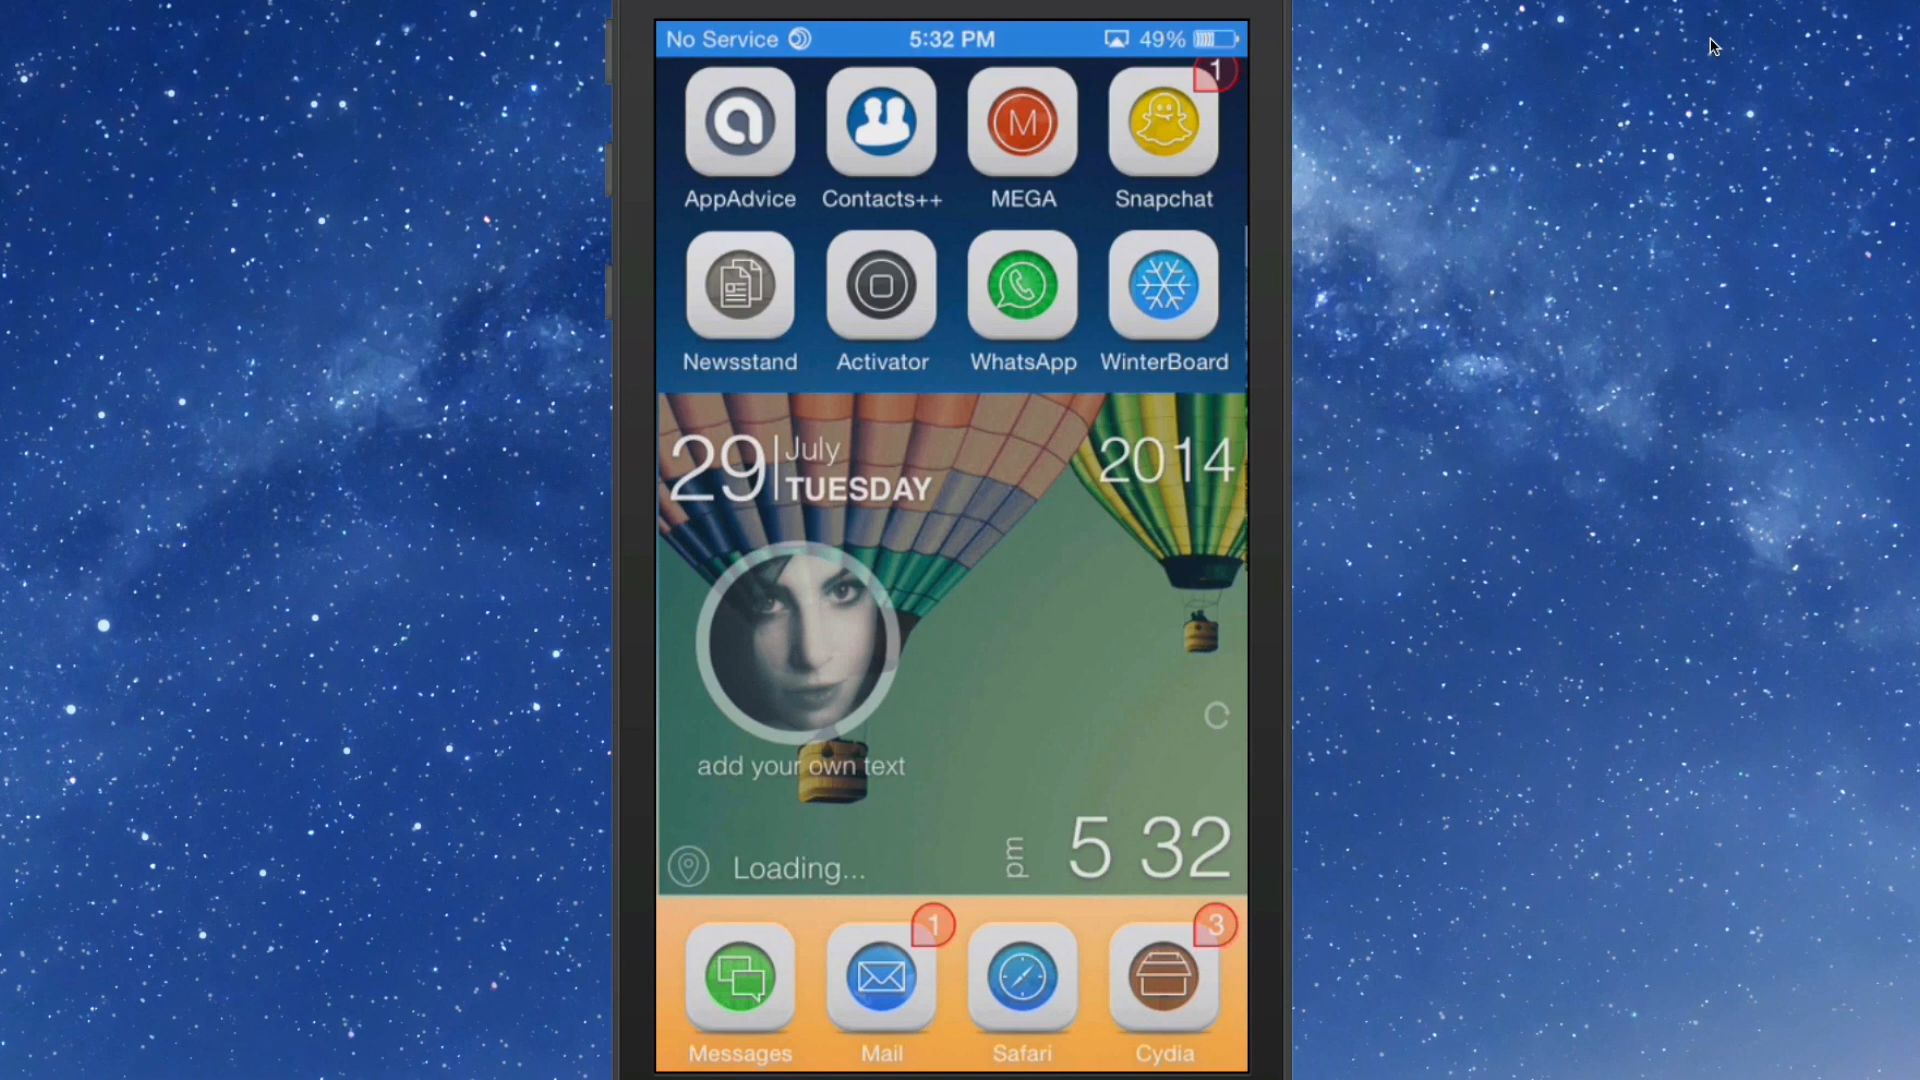 No Service 5:32 PM 49%
1
AppAdvice Contacts++ MEGA Snapchat
Newsstand Activator WhatsApp WinterBoard
29 July 2014
TUESDAY
C
add your own text
Loading... pm 5 32
1 3
Messages Mail Safari Cydia